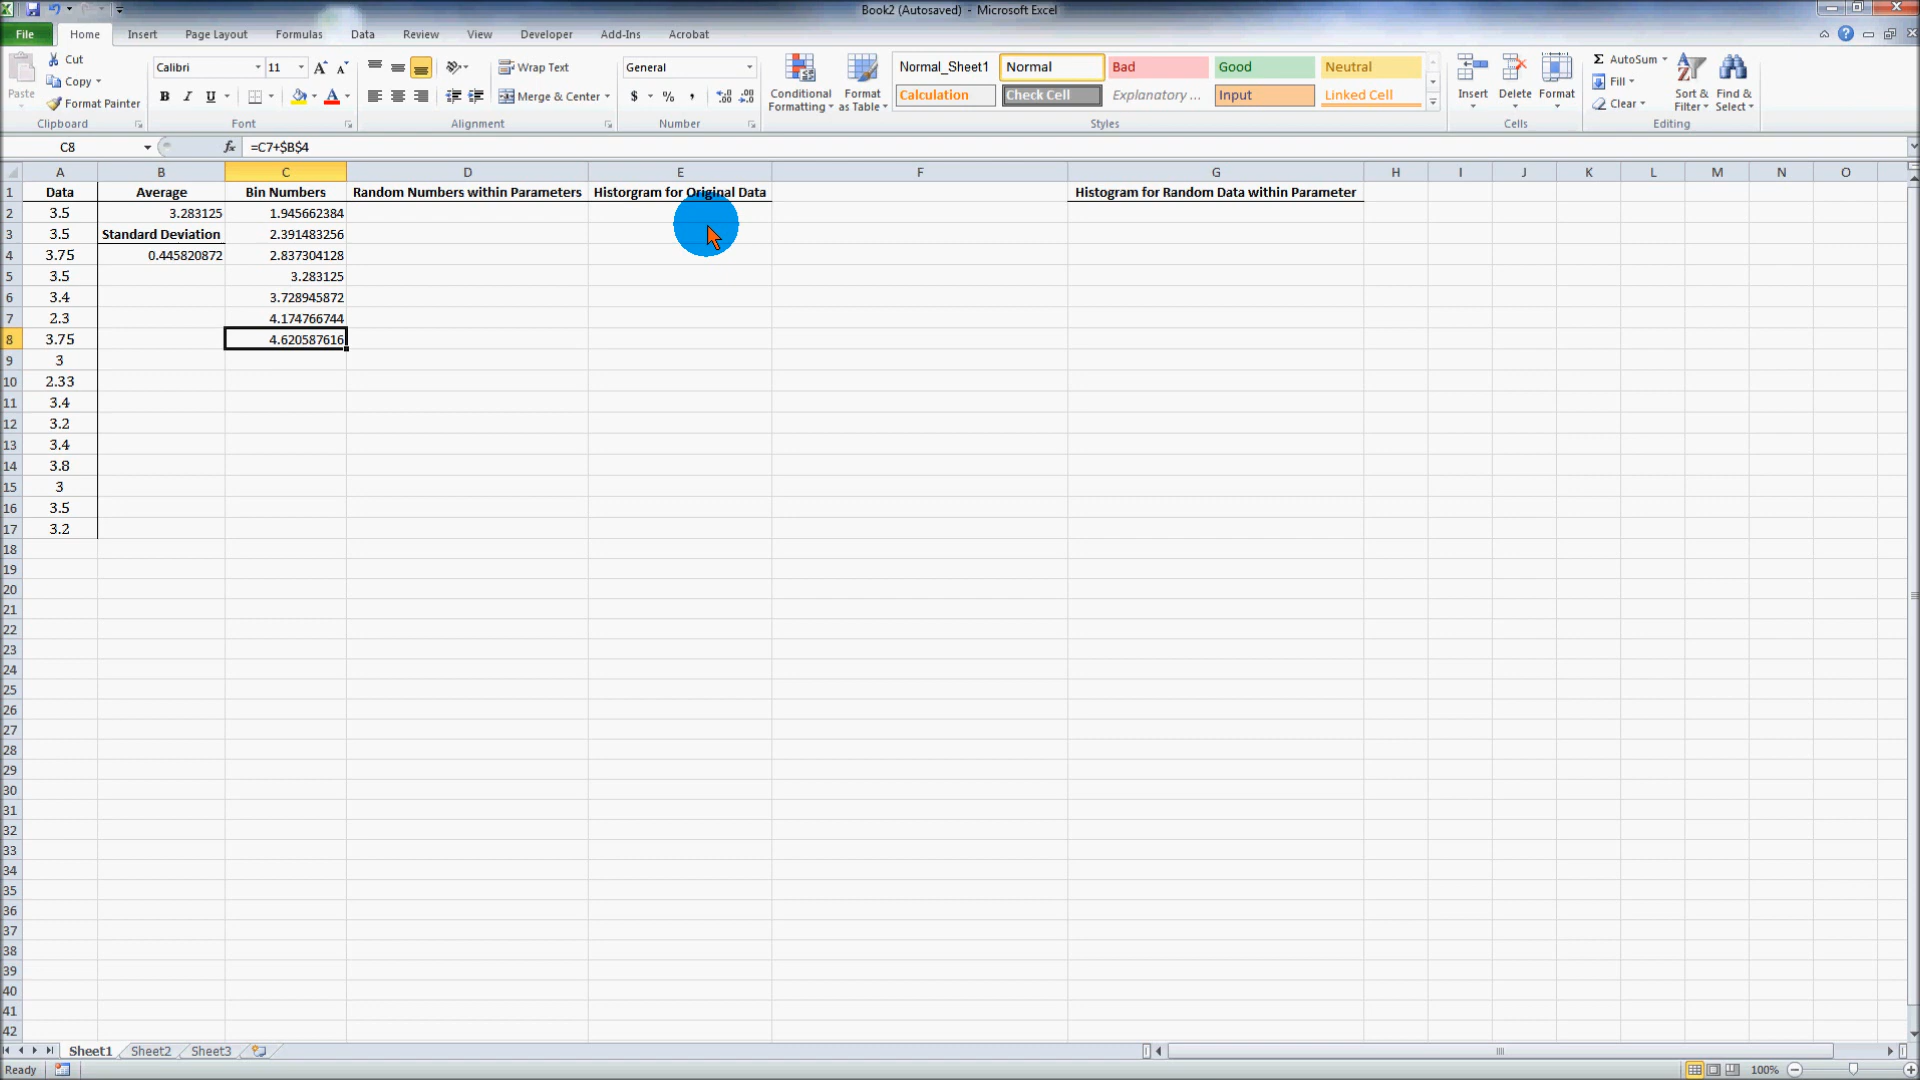 Book2 (Autosaved) - Microsoft Excel
File Home Insert Page Layout Formulas Data Review View Developer Add-Ins Acrobat
Paste
Cut
Copy
Format Painter
Clipboard
Calibri 11
B I U
Font
Wrap Text
Merge & Center
Alignment
General
$ % ,
Number
Conditional Formatting
Format as Table
Normal_Sheet1 Normal Bad Good Neutral
Calculation Check Cell Explanatory ... Input Linked Cell
Styles
Insert Delete Format
Cells
Σ AutoSum
Fill
Clear
Sort & Filter
Find & Select
Editing
C8 fx =C7+$B$4
A B C D E F G H I J K L M N O
1 Data Average Bin Numbers Random Numbers within Parameters Historgram for Original Data Histogram for Random Data within Parameter
2 3.5 3.283125 1.945662384
3 3.5 Standard Deviation 2.391483256
4 3.75 0.445820872 2.837304128
5 3.5 3.283125
6 3.4 3.728945872
7 2.3 4.174766744
8 3.75 4.620587616
9 3
10 2.33
11 3.4
12 3.2
13 3.4
14 3.8
15 3
16 3.5
17 3.2
18
19
20
21
22
23
24
25
26
27
28
29
30
31
32
33
34
35
36
37
38
39
40
41
42
Sheet1 Sheet2 Sheet3
Ready 100%